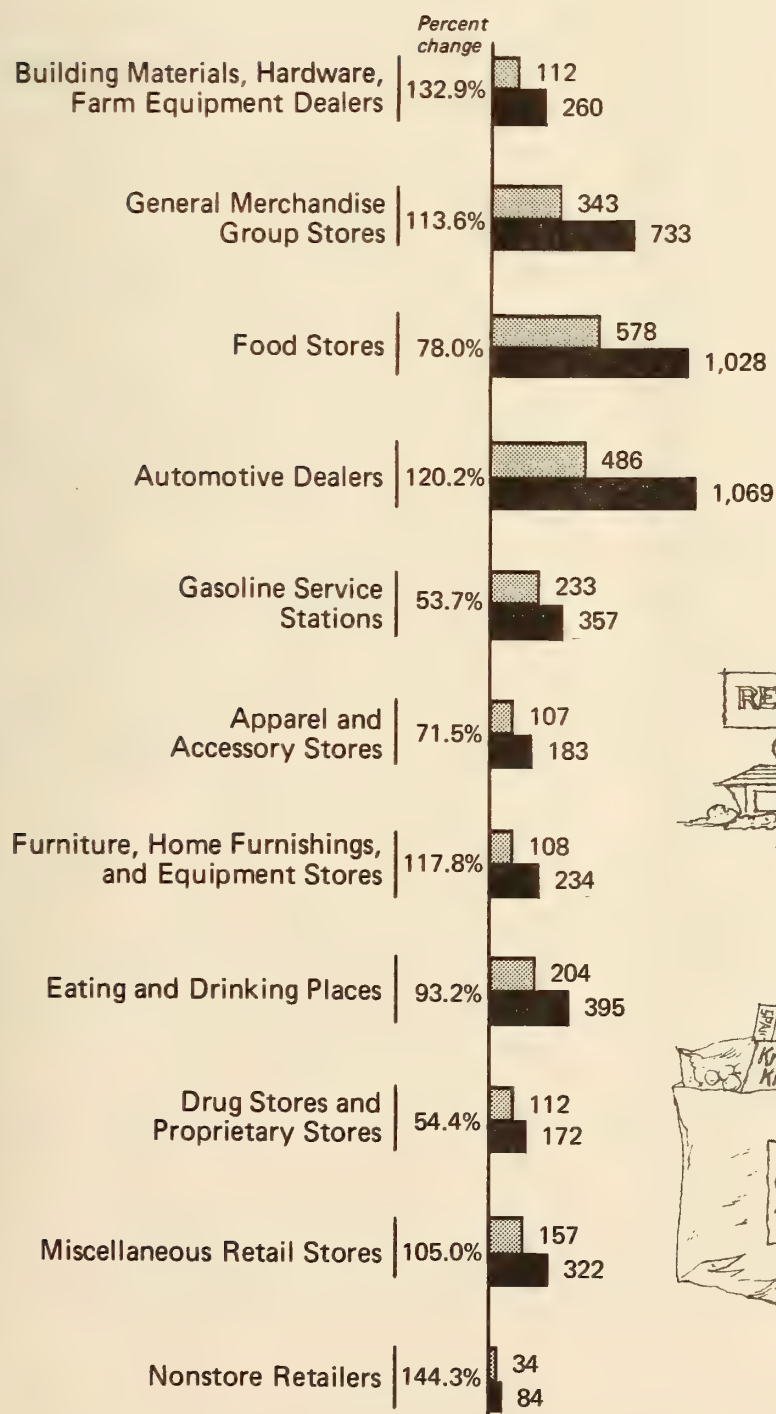 Percent
change
Building Materials, Hardware,
Farm Equipment Dealers
132.9%
112
260
General Merchandise
Group Stores
113.6%
343
733
Food Stores
78.0%
578
1,028
Automotive Dealers
120.2%
486
1,069
Gasoline Service
Stations
53.7%
233
357
Apparel and
Accessory Stores
71.5%
107
183
Furniture, Home Furnishings,
and Equipment Stores
117.8%
108
234
Eating and Drinking Places
93.2%
204
395
Drug Stores and
Proprietary Stores
54.4%
112
172
Miscellaneous Retail Stores
105.0%
157
322
Nonstore Retailers
144.3%
34
84